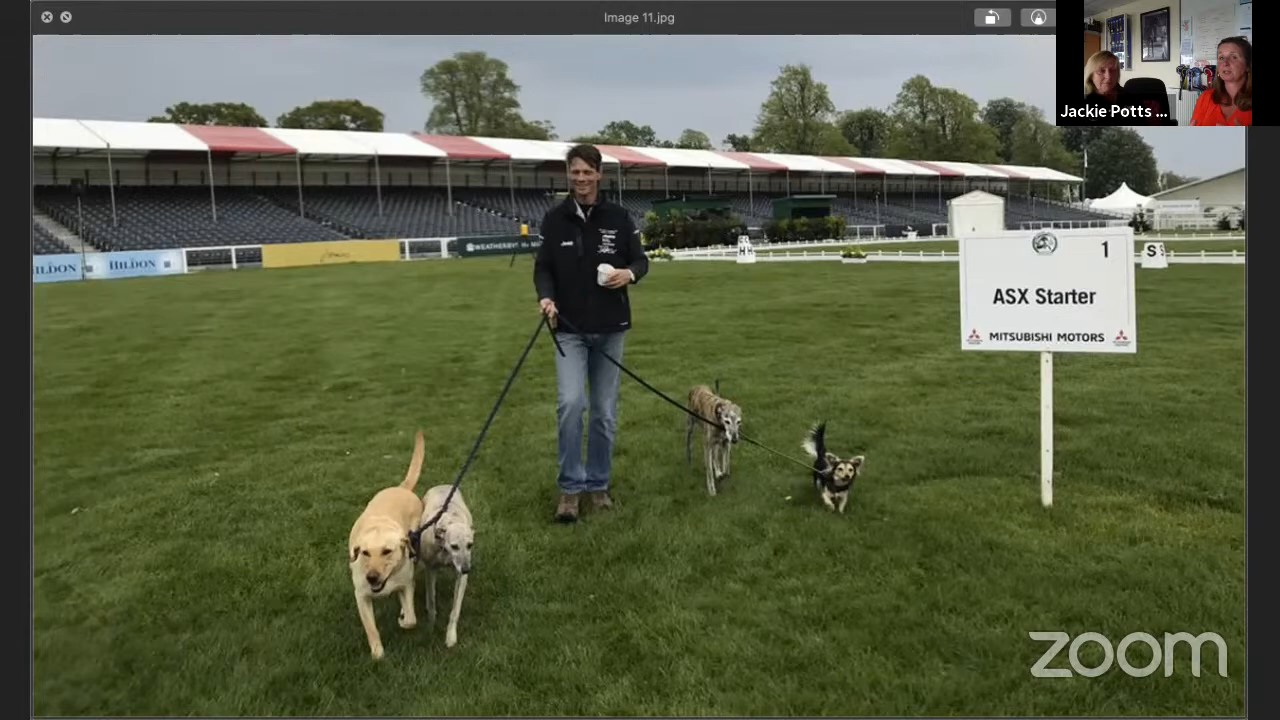 Image 11.jpg
Jackie Potts ...
HILDON
HILDON
WEATHERBYS
H
S
1
ASX Starter
MITSUBISHI MOTORS
zoom